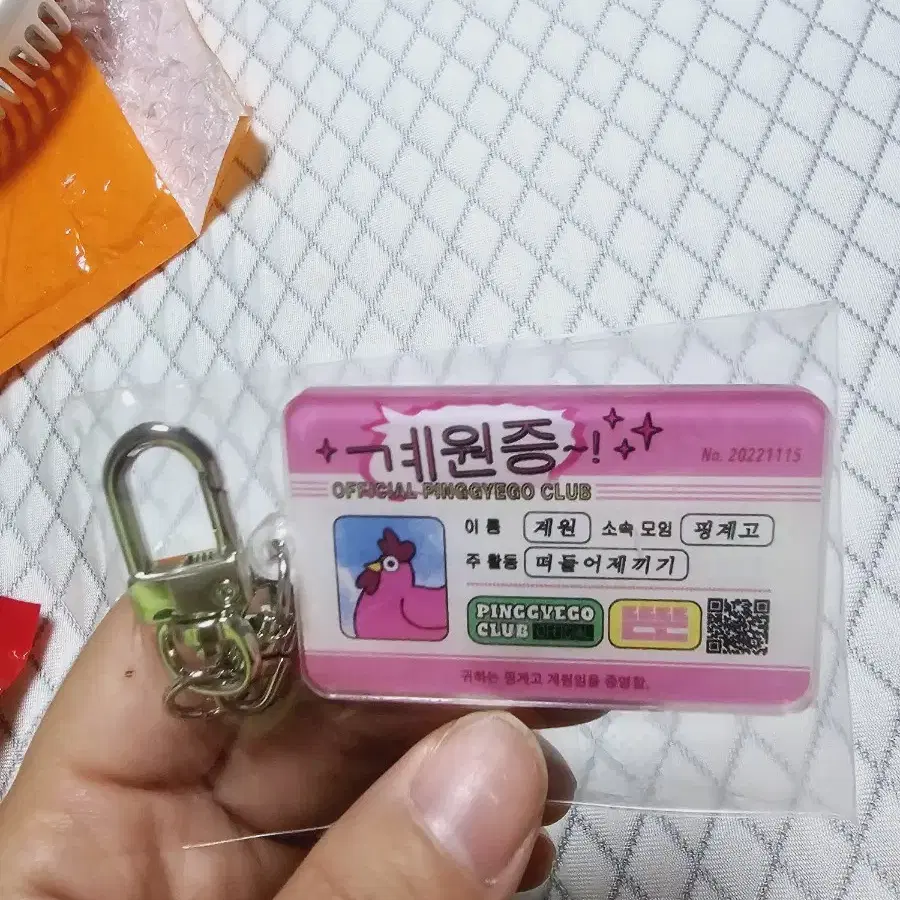 계원증~!
No. 20221115
OFFICIAL PINGGYEGO CLUB
이름 계원 소속 모임 핑계고
주 활동 떠들어제끼기
PINGGYEGO
CLUB
귀하는 핑계고 계원임을 증명함.